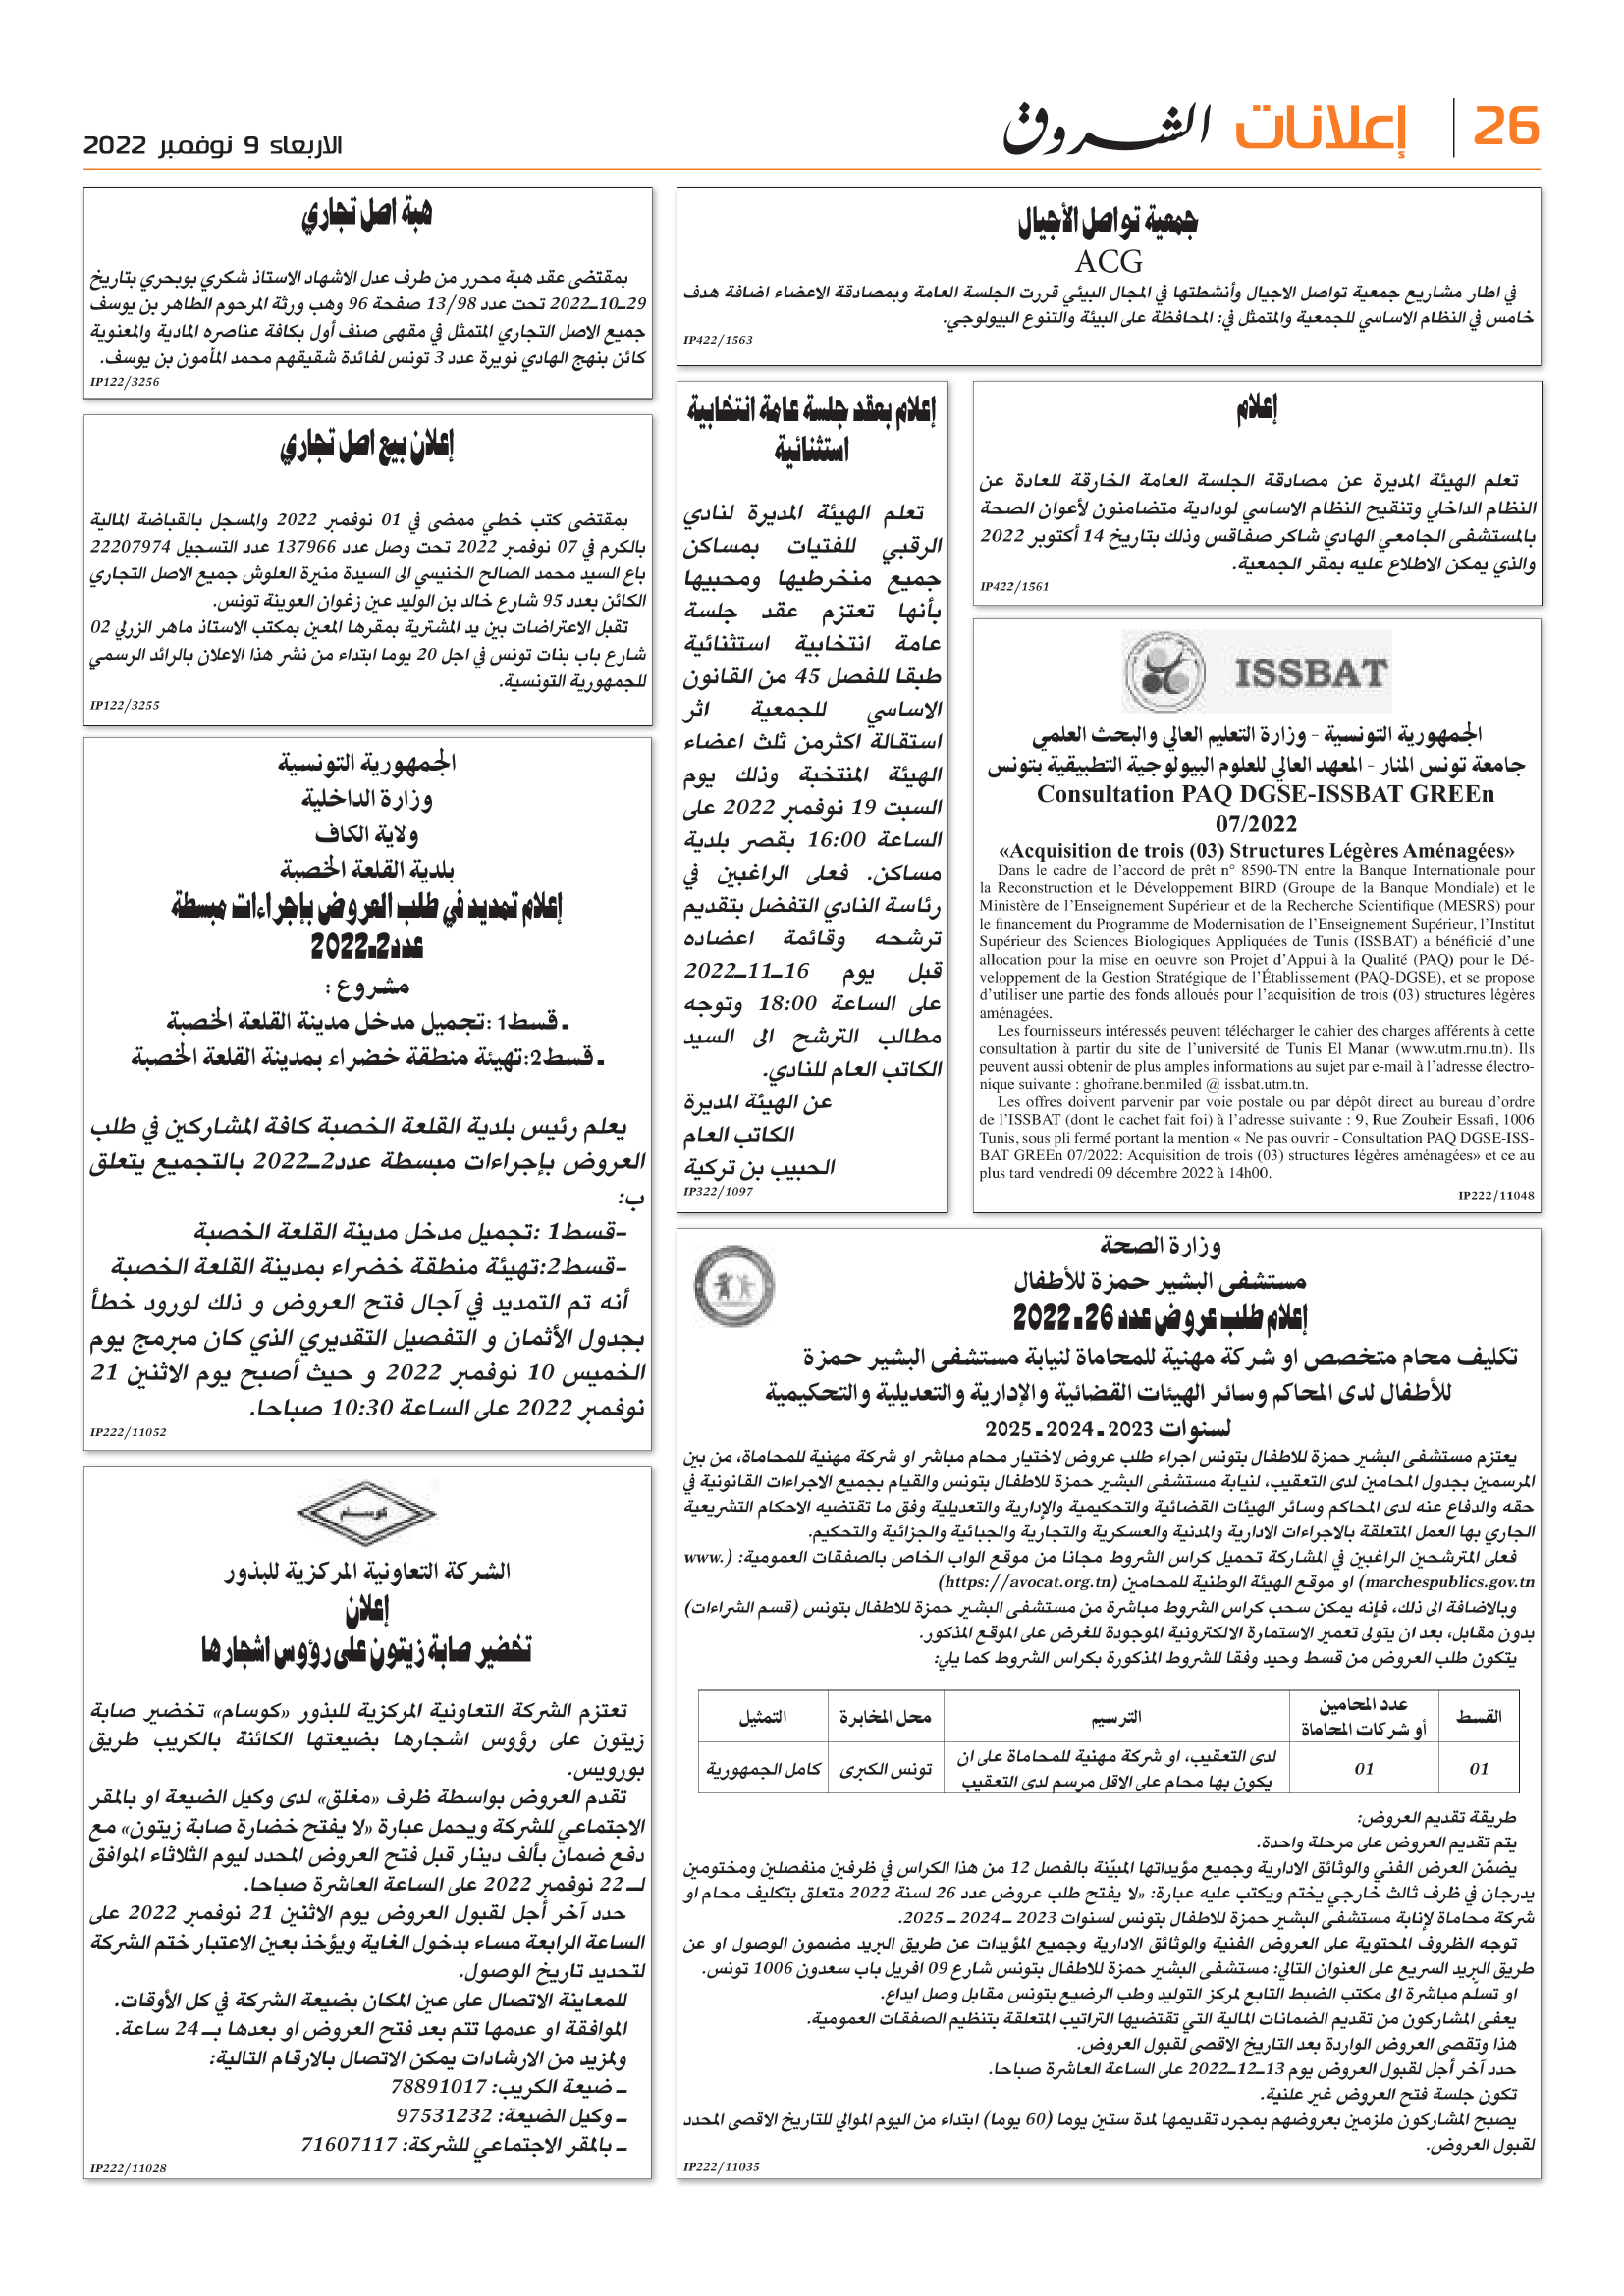 26
إعلانات
الشروق
الاربعاء 9 نوفمبر 2022
جمعية تواصل الأجيال
ACG
في اطار مشاريع جمعية تواصل الاجيال وأنشطتها في المجال البيئي قررت الجلسة العامة وبمصادقة الاعضاء اضافة هدف
خامس في النظام الاساسي للجمعية والمتمثل في: المحافظة على البيئة والتنوع البيولوجي.
IP422/1563
إعلام
تعلم الهيئة المديرة عن مصادقة الجلسة العامة الخارقة للعادة عن
النظام الداخلي وتنقيح النظام الاساسي لودادية متضامنون لأعوان الصحة
بالمستشفى الجامعي الهادي شاكر صفاقس وذلك بتاريخ 14 أكتوبر 2022
والذي يمكن الاطلاع عليه بمقر الجمعية.
IP422/1561
ISSBAT
الجمهورية التونسية - وزارة التعليم العالي والبحث العلمي
جامعة تونس المنار - المعهد العالي للعلوم البيولوجية التطبيقية بتونس
Consultation PAQ DGSE-ISSBAT GREEn
07/2022
«Acquisition de trois (03) Structures Légères Aménagées»
Dans le cadre de l’accord de prêt n° 8590-TN entre la Banque Internationale pour
la Reconstruction et le Développement BIRD (Groupe de la Banque Mondiale) et le
Ministère de l’Enseignement Supérieur et de la Recherche Scientifique (MESRS) pour
le financement du Programme de Modernisation de l’Enseignement Supérieur, l’Institut
Supérieur des Sciences Biologiques Appliquées de Tunis (ISSBAT) a bénéficié d’une
allocation pour la mise en oeuvre son Projet d’Appui à la Qualité (PAQ) pour le Dé-
veloppement de la Gestion Stratégique de l’Établissement (PAQ-DGSE), et se propose
d’utiliser une partie des fonds alloués pour l’acquisition de trois (03) structures légères
aménagées.
Les fournisseurs intéressés peuvent télécharger le cahier des charges afférents à cette
consultation à partir du site de l’université de Tunis El Manar (www.utm.rnu.tn). Ils
peuvent aussi obtenir de plus amples informations au sujet par e-mail à l’adresse électro-
nique suivante : ghofrane.benmiled @ issbat.utm.tn.
Les offres doivent parvenir par voie postale ou par dépôt direct au bureau d’ordre
de l’ISSBAT (dont le cachet fait foi) à l’adresse suivante : 9, Rue Zouheir Essafi, 1006
Tunis, sous pli fermé portant la mention « Ne pas ouvrir - Consultation PAQ DGSE-ISS-
BAT GREEn 07/2022: Acquisition de trois (03) structures légères aménagées» et ce au
plus tard vendredi 09 décembre 2022 à 14h00.
IP222/11048
إعلام بعقد جلسة عامة انتخابية
استثنائية
تعلم الهيئة المديرة لنادي
الرقبي للفتيات بمساكن
جميع منخرطيها ومحبيها
بأنها تعتزم عقد جلسة
عامة انتخابية استثنائية
طبقا للفصل 45 من القانون
الاساسي للجمعية اثر
استقالة اكثرمن ثلث اعضاء
الهيئة المنتخبة وذلك يوم
السبت 19 نوفمبر 2022 على
الساعة 16:00 بقصر بلدية
مساكن. فعلى الراغبين في
رئاسة النادي التفضل بتقديم
ترشحه وقائمة اعضاده
قبل يوم 16ـ11ـ2022
على الساعة 18:00 وتوجه
مطالب الترشح الى السيد
الكاتب العام للنادي.
عن الهيئة المديرة
الكاتب العام
الحبيب بن تركية
IP322/1097
وزارة الصحة
مستشفى البشير حمزة للأطفال
إعلام طلب عروض عدد 26ـ 2022
تكليف محام متخصص او شركة مهنية للمحاماة لنيابة مستشفى البشير حمزة
للأطفال لدى المحاكم وسائر الهيئات القضائية والإدارية والتعديلية والتحكيمية
لسنوات 2023 ـ 2024 ـ 2025
يعتزم مستشفى البشير حمزة للاطفال بتونس اجراء طلب عروض لاختيار محام مباشر او شركة مهنية للمحاماة، من بين
المرسمين بجدول المحامين لدى التعقيب، لنيابة مستشفى البشير حمزة للاطفال بتونس والقيام بجميع الاجراءات القانونية في
حقه والدفاع عنه لدى المحاكم وسائر الهيئات القضائية والتحكيمية والإدارية والتعديلية وفق ما تقتضيه الاحكام التشريعية
الجاري بها العمل المتعلقة بالاجراءات الادارية والمدنية والعسكرية والتجارية والجبائية والجزائية والتحكيم.
فعلى المترشحين الراغبين في المشاركة تحميل كراس الشروط مجانا من موقع الواب الخاص بالصفقات العمومية: (www.
marchespublics.gov.tn) او موقع الهيئة الوطنية للمحامين (https://avocat.org.tn)
وبالاضافة الى ذلك، فإنه يمكن سحب كراس الشروط مباشرة من مستشفى البشير حمزة للاطفال بتونس (قسم الشراءات)
بدون مقابل، بعد ان يتولى تعمير الاستمارة الالكترونية الموجودة للغرض على الموقع المذكور.
يتكون طلب العروض من قسط وحيد وفقا للشروط المذكورة بكراس الشروط كما يلي:
القسط | عدد المحامين أو شركات المحاماة | الترسيم | محل المخابرة | التمثيل
01 | 01 | لدى التعقيب، او شركة مهنية للمحاماة على ان يكون بها محام على الاقل مرسم لدى التعقيب | تونس الكبرى | كامل الجمهورية
طريقة تقديم العروض:
يتم تقديم العروض على مرحلة واحدة.
يضمّن العرض الفني والوثائق الادارية وجميع مؤيداتها المبيّنة بالفصل 12 من هذا الكراس في ظرفين منفصلين ومختومين
يدرجان في ظرف ثالث خارجي يختم ويكتب عليه عبارة: «لا يفتح طلب عروض عدد 26 لسنة 2022 متعلق بتكليف محام او
شركة محاماة لإنابة مستشفى البشير حمزة للاطفال بتونس لسنوات 2023 ـ 2024 ـ 2025.
توجه الظروف المحتوية على العروض الفنية والوثائق الادارية وجميع المؤيدات عن طريق البريد مضمون الوصول او عن
طريق البريد السريع على العنوان التالي: مستشفى البشير حمزة للاطفال بتونس شارع 09 افريل باب سعدون 1006 تونس.
او تسلّم مباشرة الى مكتب الضبط التابع لمركز التوليد وطب الرضيع بتونس مقابل وصل ايداع.
يعفى المشاركون من تقديم الضمانات المالية التي تقتضيها التراتيب المتعلقة بتنظيم الصفقات العمومية.
هذا وتقصى العروض الواردة بعد التاريخ الاقصى لقبول العروض.
حدد آخر أجل لقبول العروض يوم 13ـ12ـ2022 على الساعة العاشرة صباحا.
تكون جلسة فتح العروض غير علنية.
يصبح المشاركون ملزمين بعروضهم بمجرد تقديمها لمدة ستين يوما (60 يوما) ابتداء من اليوم الموالي للتاريخ الاقصى المحدد
لقبول العروض.
IP222/11035
هبة اصل تجاري
بمقتضى عقد هبة محرر من طرف عدل الاشهاد الاستاذ شكري بوبحري بتاريخ
29ـ10ـ2022 تحت عدد 13/98 صفحة 96 وهب ورثة المرحوم الطاهر بن يوسف
جميع الاصل التجاري المتمثل في مقهى صنف أول بكافة عناصره المادية والمعنوية
كائن بنهج الهادي نويرة عدد 3 تونس لفائدة شقيقهم محمد المأمون بن يوسف.
IP122/3256
إعلان بيع اصل تجاري
بمقتضى كتب خطي ممضى في 01 نوفمبر 2022 والمسجل بالقباضة المالية
بالكرم في 07 نوفمبر 2022 تحت وصل عدد 137966 عدد التسجيل 22207974
باع السيد محمد الصالح الخنيسي الى السيدة منيرة العلوش جميع الاصل التجاري
الكائن بعدد 95 شارع خالد بن الوليد عين زغوان العوينة تونس.
تقبل الاعتراضات بين يد المشترية بمقرها المعين بمكتب الاستاذ ماهر الزرلي 02
شارع باب بنات تونس في اجل 20 يوما ابتداء من نشر هذا الاعلان بالرائد الرسمي
للجمهورية التونسية.
IP122/3255
الجمهورية التونسية
وزارة الداخلية
ولاية الكاف
بلدية القلعة الخصبة
إعلام تمديد في طلب العروض بإجراءات مبسطة
عدد2ـ2022
مشروع :
ـ قسط1 :تجميل مدخل مدينة القلعة الخصبة
ـ قسط2:تهيئة منطقة خضراء بمدينة القلعة الخصبة
يعلم رئيس بلدية القلعة الخصبة كافة المشاركين في طلب
العروض بإجراءات مبسطة عدد2ـ2022 بالتجميع يتعلق
ب:
-قسط1 :تجميل مدخل مدينة القلعة الخصبة
-قسط2:تهيئة منطقة خضراء بمدينة القلعة الخصبة
أنه تم التمديد في آجال فتح العروض و ذلك لورود خطأ
بجدول الأثمان و التفصيل التقديري الذي كان مبرمج يوم
الخميس 10 نوفمبر 2022 و حيث أصبح يوم الاثنين 21
نوفمبر 2022 على الساعة 10:30 صباحا.
IP222/11052
كوسام
الشركة التعاونية المركزية للبذور
إعلان
تخضير صابة زيتون على رؤوس اشجارها
تعتزم الشركة التعاونية المركزية للبذور «كوسام» تخضير صابة
زيتون على رؤوس اشجارها بضيعتها الكائنة بالكريب طريق
بورويس.
تقدم العروض بواسطة ظرف «مغلق» لدى وكيل الضيعة او بالمقر
الاجتماعي للشركة ويحمل عبارة «لا يفتح خضارة صابة زيتون» مع
دفع ضمان بألف دينار قبل فتح العروض المحدد ليوم الثلاثاء الموافق
لــ 22 نوفمبر 2022 على الساعة العاشرة صباحا.
حدد آخر أجل لقبول العروض يوم الاثنين 21 نوفمبر 2022 على
الساعة الرابعة مساء بدخول الغاية ويؤخذ بعين الاعتبار ختم الشركة
لتحديد تاريخ الوصول.
للمعاينة الاتصال على عين المكان بضيعة الشركة في كل الأوقات.
الموافقة او عدمها تتم بعد فتح العروض او بعدها بــ 24 ساعة.
ولمزيد من الارشادات يمكن الاتصال بالارقام التالية:
ـ ضيعة الكريب: 78891017
ـ وكيل الضيعة: 97531232
ـ بالمقر الاجتماعي للشركة: 71607117
IP222/11028